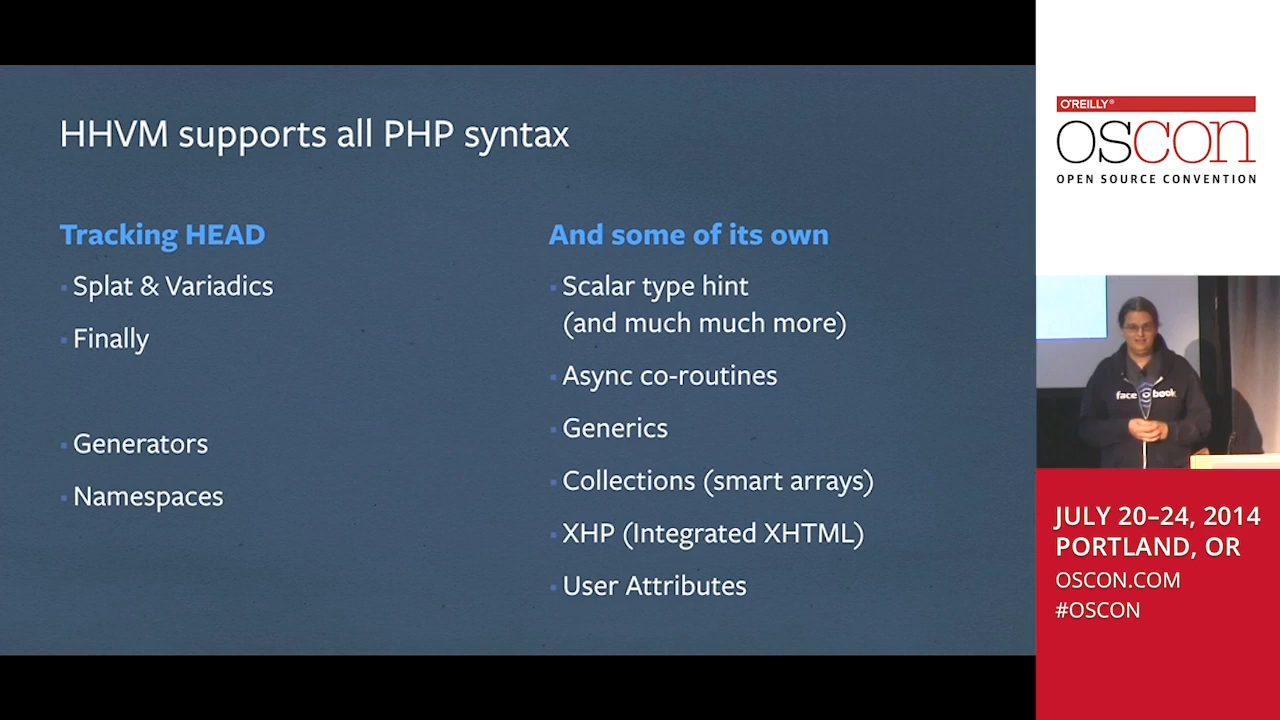 HHVM supports all PHP syntax
Tracking HEAD
Splat & Variadics
Finally
Generators
Namespaces
And some of its own
Scalar type hint
(and much much more)
Async co-routines
Generics
Collections (smart arrays)
XHP (Integrated XHTML)
User Attributes
O'REILLY®
OSCON
OPEN SOURCE CONVENTION
facebook
JULY 20–24, 2014
PORTLAND, OR
OSCON.COM
#OSCON